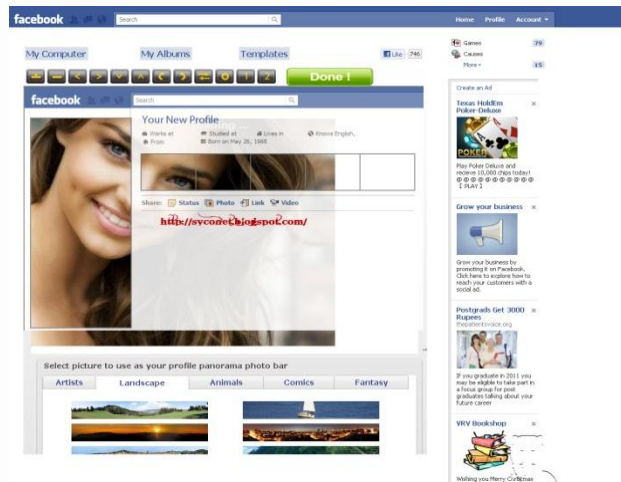 facebook Search Home Profile Account
My Computer My Albums Templates Like 746
Done !
facebook Search
Your New Profile
Works at Studied at Lives in Knows English,
From Born on May 26, 1988
Share: Status Photo Link Video
http://syconet.blogspot.com/
Select picture to use as your profile panorama photo bar
Artists Landscape Animals Comics Fantasy
Games 79
Causes
More 15
Create an Ad
Texas HoldEm
Poker Deluxe
POKER
Play Poker Deluxe and
recieve 10,000 chips today!
[ PLAY ]
Grow your business
Grow your business by
promoting it on Facebook.
Click here to explore how to
reach your customers with a
social ad.
Postgrads Get 3000
Rupees
thepatientsvoice.org
If you graduate in 2011 you
may be eligible to take part in
a focus group for post
graduates talking about your
future career
VRV Bookshop
Wishing you Merry Christmas